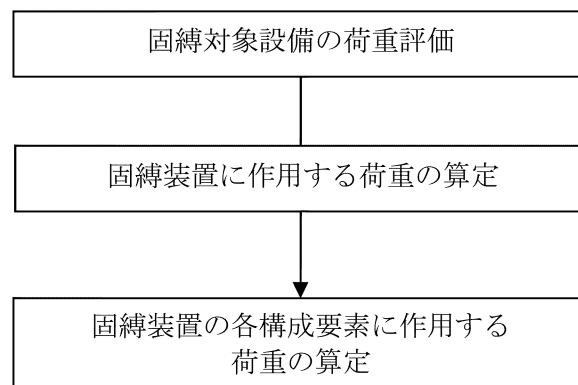 固縛対象設備の荷重評価
固縛装置に作用する荷重の算定
固縛装置の各構成要素に作用する
荷重の算定